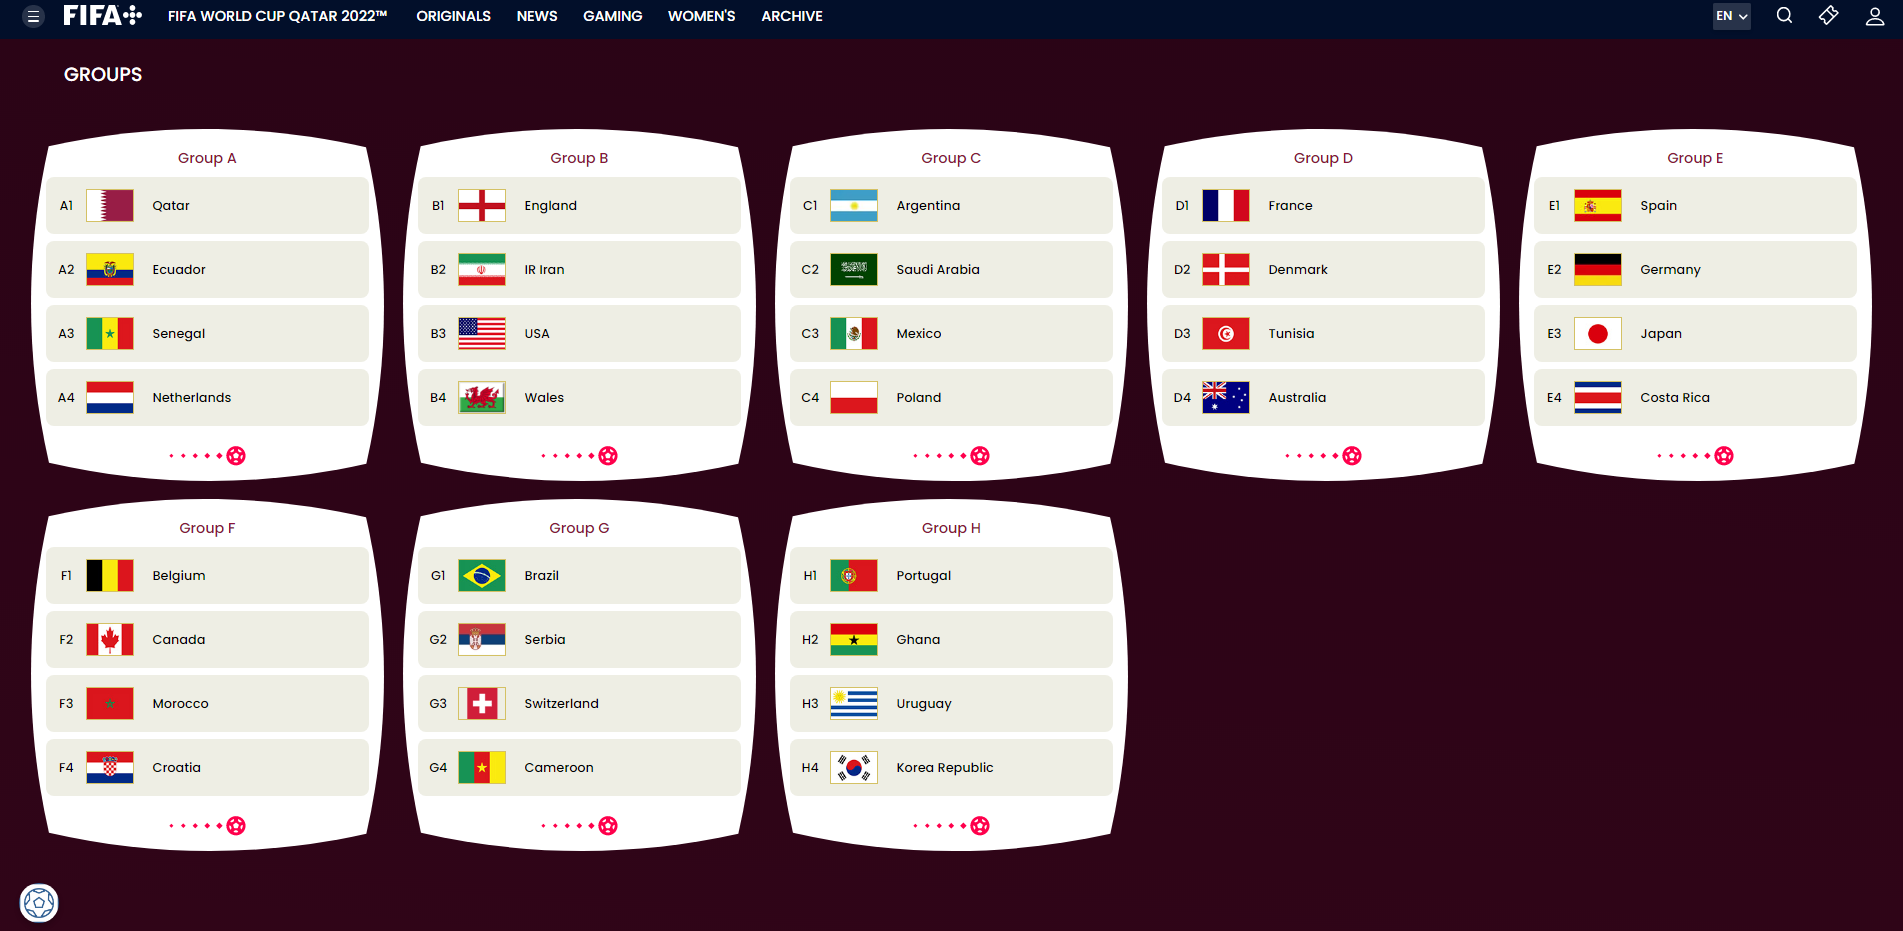 FIFA+ FIFA WORLD CUP QATAR 2022™ ORIGINALS NEWS GAMING WOMEN'S ARCHIVE EN
GROUPS
Group A
A1 Qatar
A2 Ecuador
A3 Senegal
A4 Netherlands
Group B
B1 England
B2 IR Iran
B3 USA
B4 Wales
Group C
C1 Argentina
C2 Saudi Arabia
C3 Mexico
C4 Poland
Group D
D1 France
D2 Denmark
D3 Tunisia
D4 Australia
Group E
E1 Spain
E2 Germany
E3 Japan
E4 Costa Rica
Group F
F1 Belgium
F2 Canada
F3 Morocco
F4 Croatia
Group G
G1 Brazil
G2 Serbia
G3 Switzerland
G4 Cameroon
Group H
H1 Portugal
H2 Ghana
H3 Uruguay
H4 Korea Republic